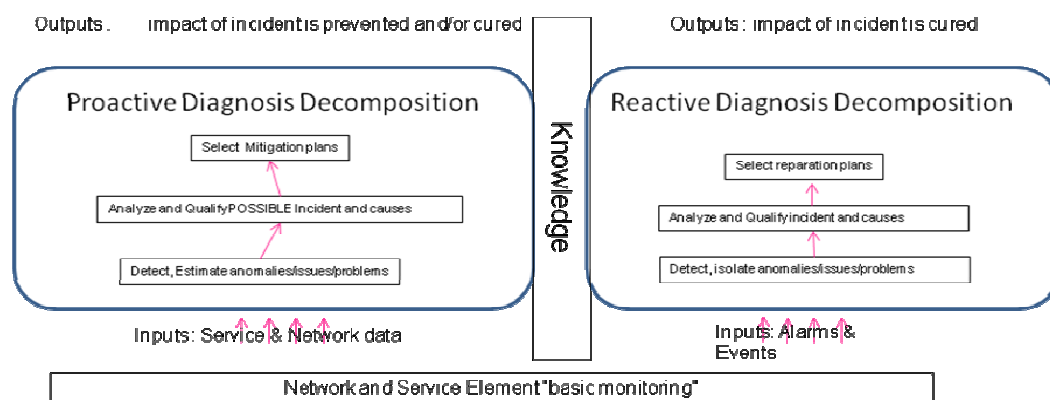 Outputs: impact of incident is prevented and/or cured
Outputs: impact of incident is cured
Proactive Diagnosis Decomposition
Select Mitigation plans
Analyze and Qualify POSSIBLE Incident and causes
Detect, Estimate anomalies/issues/problems
Inputs: Service & Network data
Knowledge
Reactive Diagnosis Decomposition
Select reparation plans
Analyze and Qualify incident and causes
Detect, isolate anomalies/issues/problems
Inputs: Alarms &
Events
Network and Service Element "basic monitoring"